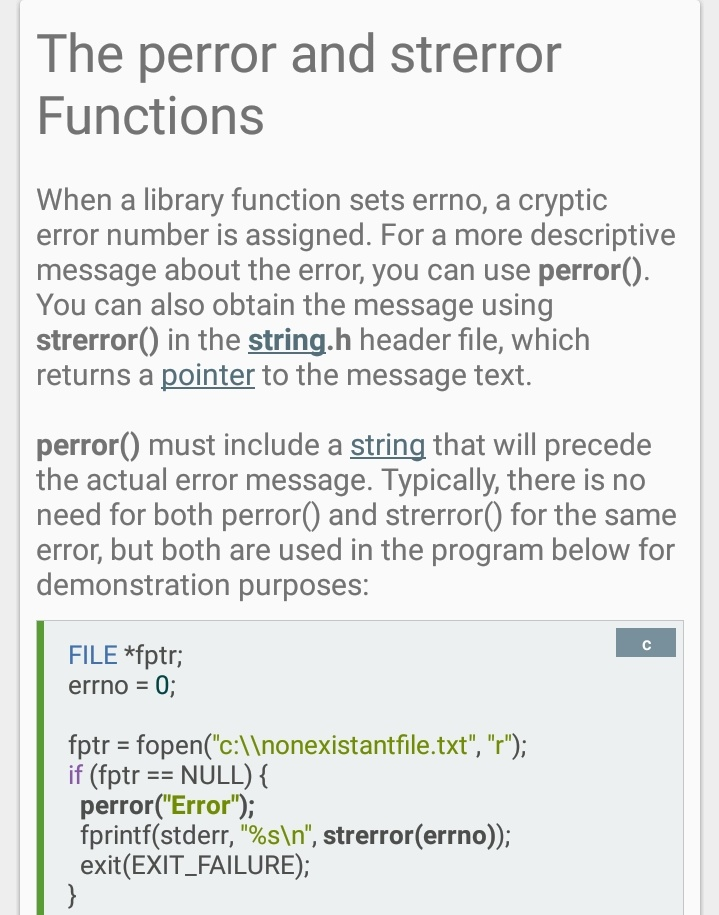 The perror and strerror
Functions
When a library function sets errno, a cryptic
error number is assigned. For a more descriptive
message about the error, you can use perror().
You can also obtain the message using
strerror() in the string.h header file, which
returns a pointer to the message text.
perror() must include a string that will precede
the actual error message. Typically, there is no
need for both perror() and strerror() for the same
error, but both are used in the program below for
demonstration purposes:
c
FILE *fptr;
errno = 0;
fptr = fopen("c:\\nonexistantfile.txt", "r");
if (fptr == NULL) {
perror("Error");
fprintf(stderr, "%s\n", strerror(errno));
exit(EXIT_FAILURE);
}